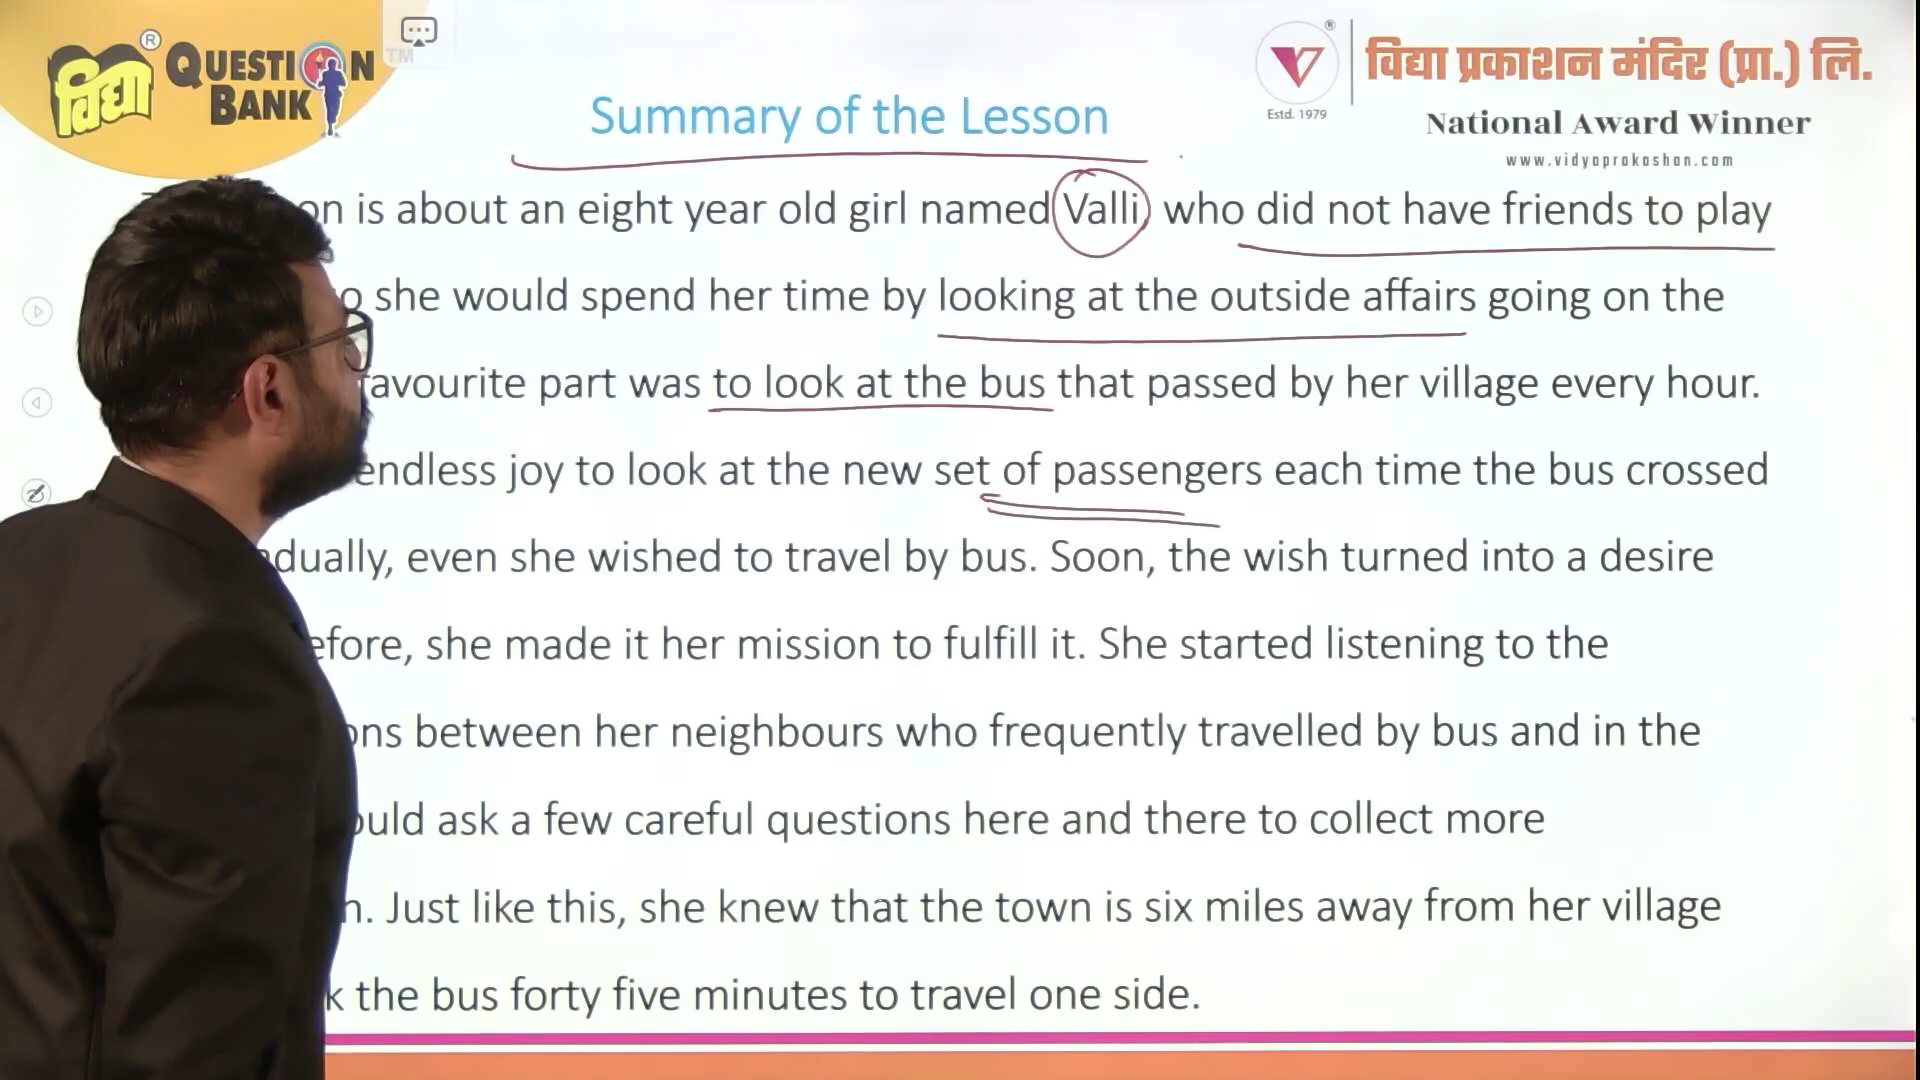 विद्या
®
QUESTION
BANK
TM
Estd. 1979
®
विद्या प्रकाशन मंदिर (प्रा.) लि.
National Award Winner
www.vidyaprakashan.com
Summary of the Lesson
is about an eight year old girl named Valli, who did not have friends to play
she would spend her time by looking at the outside affairs going on the
favourite part was to look at the bus that passed by her village every hour.
endless joy to look at the new set of passengers each time the bus crossed
even she wished to travel by bus. Soon, the wish turned into a desire
she made it her mission to fulfill it. She started listening to the
between her neighbours who frequently travelled by bus and in the
ask a few careful questions here and there to collect more
Just like this, she knew that the town is six miles away from her village
the bus forty five minutes to travel one side.